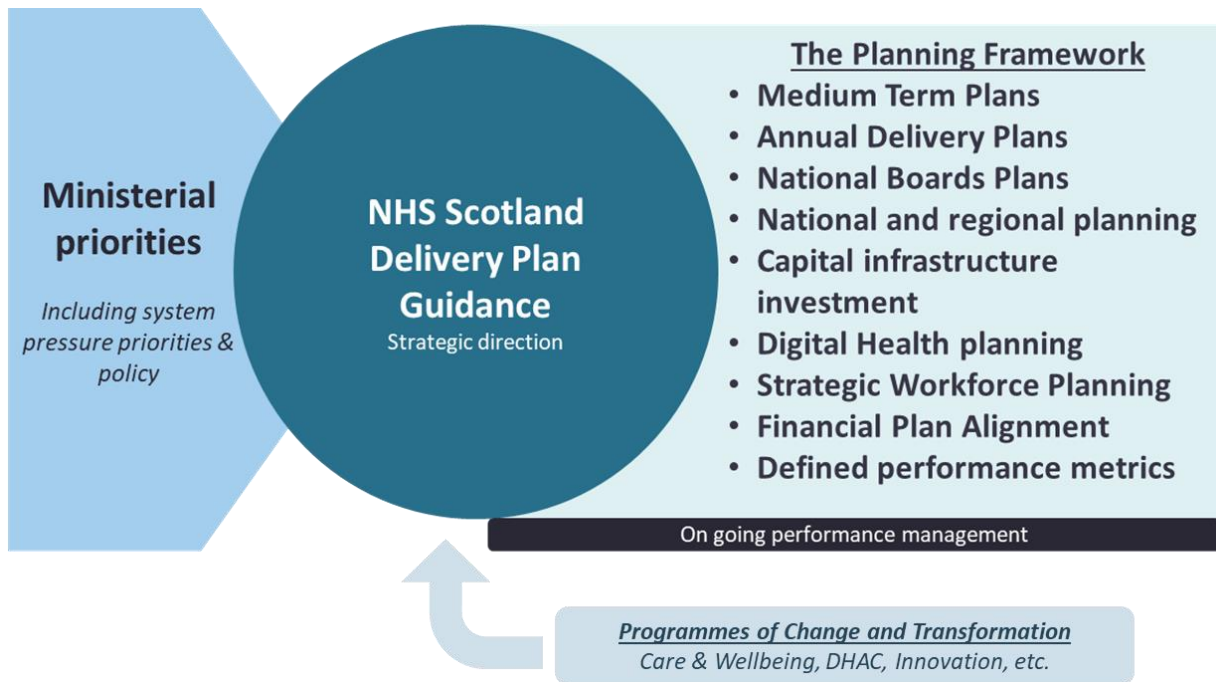 Ministerial
priorities
Including system
pressure priorities &
policy
NHS Scotland
Delivery Plan
Guidance
Strategic direction
The Planning Framework
• Medium Term Plans
• Annual Delivery Plans
• National Boards Plans
• National and regional planning
• Capital infrastructure
investment
• Digital Health planning
• Strategic Workforce Planning
• Financial Plan Alignment
• Defined performance metrics
On going performance management
Programmes of Change and Transformation
Care & Wellbeing, DHAC, Innovation, etc.